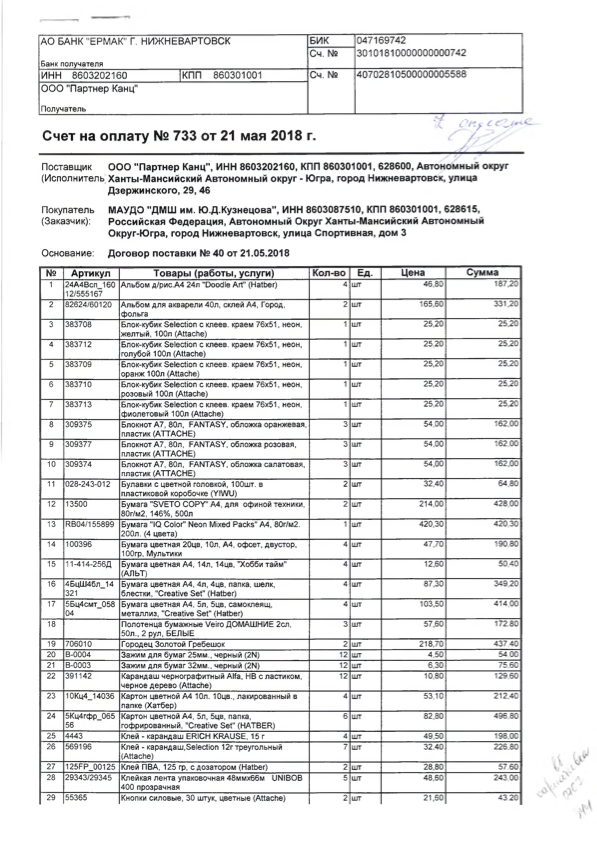 АО БАНК "ЕРМАК" Г. НИЖНЕВАРТОВСК БИК 047169742
Сч. № 30101810000000000742
Банк получателя
ИНН 8603202160 КПП 860301001 Сч. № 40702810500000005588
ООО "Партнер Канц"
Получатель
Счет на оплату № 733 от 21 мая 2018 г.
Поставщик ООО "Партнер Канц", ИНН 8603202160, КПП 860301001, 628600, Автономный округ
(Исполнитель) Ханты-Мансийский Автономный округ - Югра, город Нижневартовск, улица
Дзержинского, 29, 46
Покупатель МАУДО "ДМШ им. Ю.Д.Кузнецова", ИНН 8603087510, КПП 860301001, 628615,
(Заказчик): Российская Федерация, Автономный Округ Ханты-Мансийский Автономный
Округ-Югра, город Нижневартовск, улица Спортивная, дом 3
Основание: Договор поставки № 40 от 21.05.2018
№ Артикул Товары (работы, услуги) Кол-во Ед. Цена Сумма
1 24А4Всп_160 Альбом д/рис.А4 24л "Doodle Art" (Hatber) 4 шт 46,80 187,20
12/555167
2 82624/60120 Альбом для акварели 40л, склей А4, Город, 2 шт 165,60 331,20
фольга
3 383708 Блок-кубик Selection с клеев. краем 76х51, неон, 1 шт 25,20 25,20
желтый, 100л (Attache)
4 383712 Блок-кубик Selection с клеев. краем 76х51, неон, 1 шт 25,20 25,20
голубой 100л (Attache)
5 383709 Блок-кубик Selection с клеев. краем 76х51, неон, 1 шт 25,20 25,20
оранж 100л (Attache)
6 383710 Блок-кубик Selection с клеев. краем 76х51, неон, 1 шт 25,20 25,20
розовый 100л (Attache)
7 383713 Блок-кубик Selection с клеев. краем 76х51, неон, 1 шт 25,20 25,20
фиолетовый 100л (Attache)
8 309375 Блокнот А7, 80л, FANTASY, обложка оранжевая, 3 шт 54,00 162,00
пластик (ATTACHE)
9 309377 Блокнот А7, 80л, FANTASY, обложка розовая, 3 шт 54,00 162,00
пластик (ATTACHE)
10 309374 Блокнот А7, 80л, FANTASY, обложка салатовая, 3 шт 54,00 162,00
пластик (ATTACHE)
11 028-243-012 Булавки с цветной головкой, 100шт. в 2 шт 32,40 64,80
пластиковой коробочке (YIWU)
12 13500 Бумага "SVETO COPY" А4, для офиной техники, 2 шт 214,00 428,00
80г/м2, 146%, 500л
13 RB04/155899 Бумага "IQ Color" Neon Mixed Packs" А4, 80г/м2. 1 шт 420,30 420,30
200л. (4 цвета)
14 100396 Бумага цветная 20цв, 10л, А4, офсет, двустор, 4 шт 47,70 190,80
100гр, Мультики
15 11-414-256Д Бумага цветная А4, 14л, 14цв, "Хобби тайм" 4 шт 12,60 50,40
(АЛЬТ)
16 4БцШ4бл_14 Бумага цветная А4, 4л, 4цв, папка, шелк, 4 шт 87,30 349,20
321 блестки, "Creative Set" (Hatber)
17 5Бц4смт_058 Бумага цветная А4, 5л, 5цв, самоклеящ, 4 шт 103,50 414,00
04 металлиз, "Creative Set" (Hatber)
18 Полотенца бумажные Veiro ДОМАШНИЕ 2сл, 3 шт 57,60 172,80
50л., 2 рул, БЕЛЫЕ
19 706010 Городец Золотой Гребешок 2 шт 218,70 437,40
20 В-0004 Зажим для бумаг 25мм., черный (2N) 12 шт 4,50 54,00
21 В-0003 Зажим для бумаг 32мм., черный (2N) 12 шт 6,30 75,60
22 391142 Карандаш чернографитный Alfa, НВ с ластиком, 12 шт 10,80 129,60
черное дерево (Attache)
23 10Кц4_14036 Картон цветной А4 10л. 10цв., лакированный в 4 шт 53,10 212,40
папке (Хатбер)
24 5Кц4гфр_065 Картон цветной А4, 5л, 5цв, папка, 6 шт 82,80 496,80
56 гофрированный, "Creative Set" (HATBER)
25 4443 Клей - карандаш ERICH KRAUSE, 15 г 4 шт 49,50 198,00
26 569196 Клей - карандаш,Selection 12г треугольный 7 шт 32,40 226,80
(Attache)
27 125FP_00125 Клей ПВА, 125 гр, с дозатором (Hatber) 2 шт 28,80 57,60
28 29343/29345 Клейкая лента упаковочная 48ммх66м UNIBOB 5 шт 48,60 243,00
400 прозрачная
29 55365 Кнопки силовые, 30 штук, цветные (Attache) 2 шт 21,60 43,20